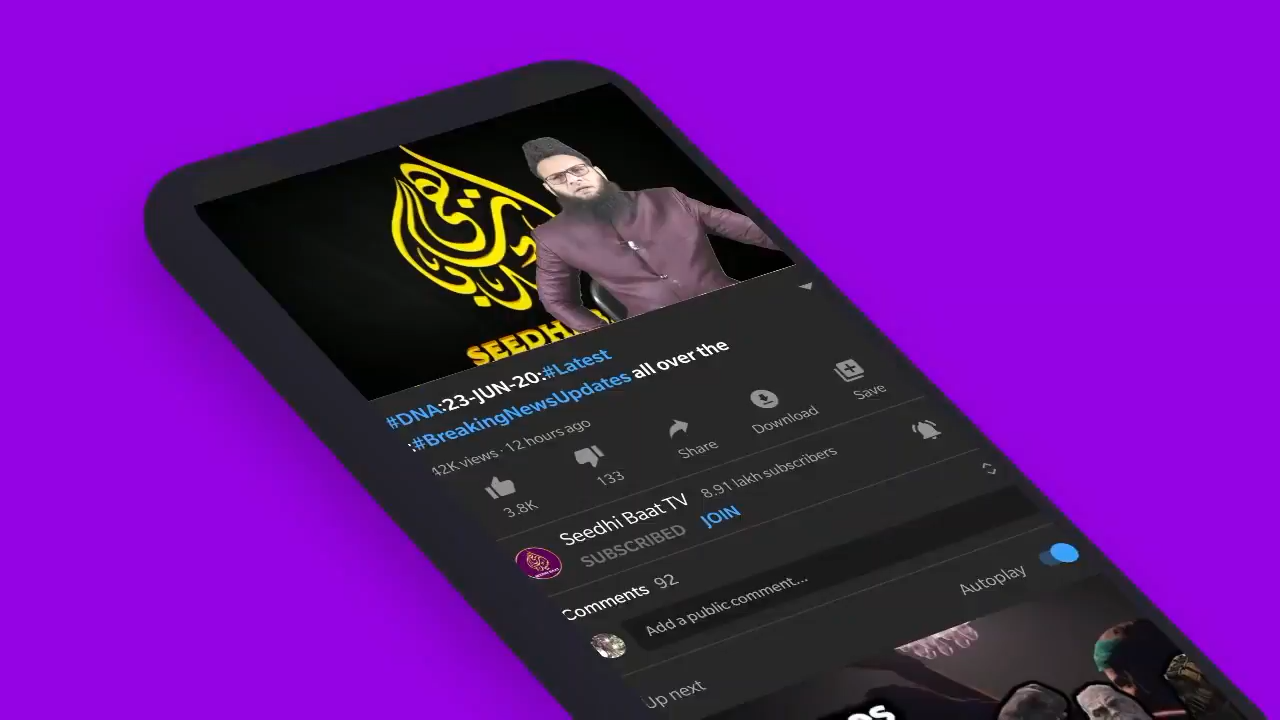 SEEDH
#DNA:23-JUN-20:#Latest
:#BreakingNewsUpdates all over the
42K views · 12 hours ago
3.8K
133
Share
Download
Save
Seedhi Baat TV
8.91 lakh subscribers
SUBSCRIBED
JOIN
Comments 92
Add a public comment...
Autoplay
Up next